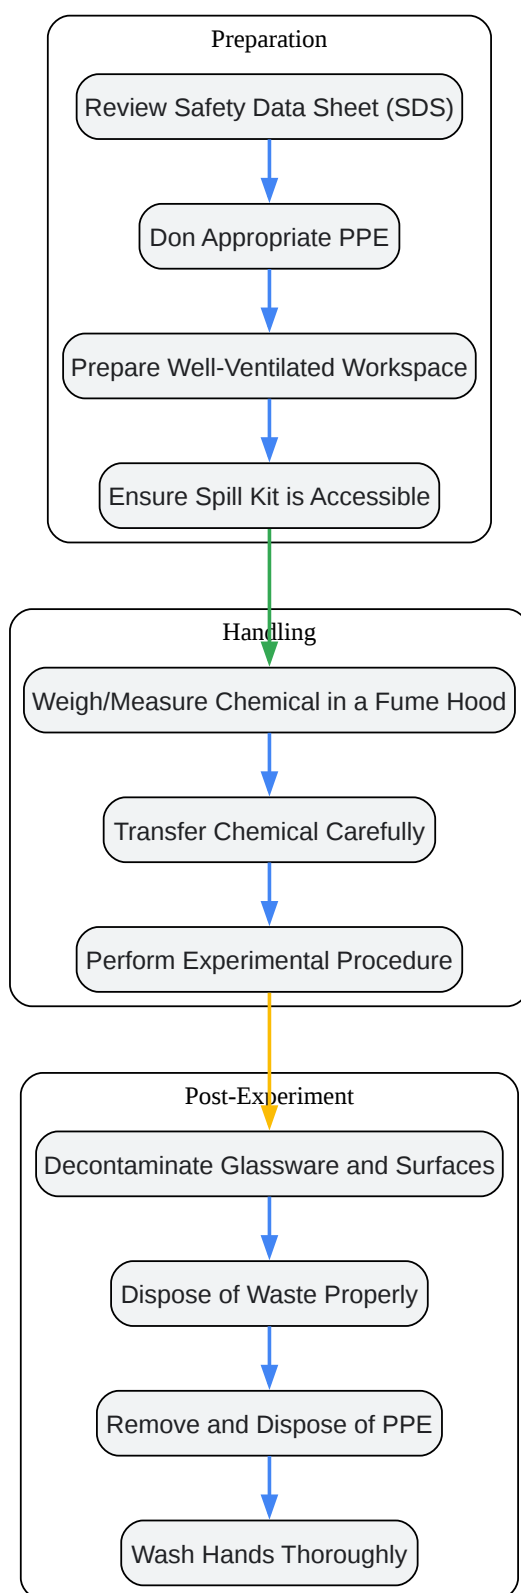 Preparation
Review Safety Data Sheet (SDS)
Don Appropriate PPE
Prepare Well-Ventilated Workspace
Ensure Spill Kit is Accessible
Handling
Weigh/Measure Chemical in a Fume Hood
Transfer Chemical Carefully
Perform Experimental Procedure
Post-Experiment
Decontaminate Glassware and Surfaces
Dispose of Waste Properly
Remove and Dispose of PPE
Wash Hands Thoroughly